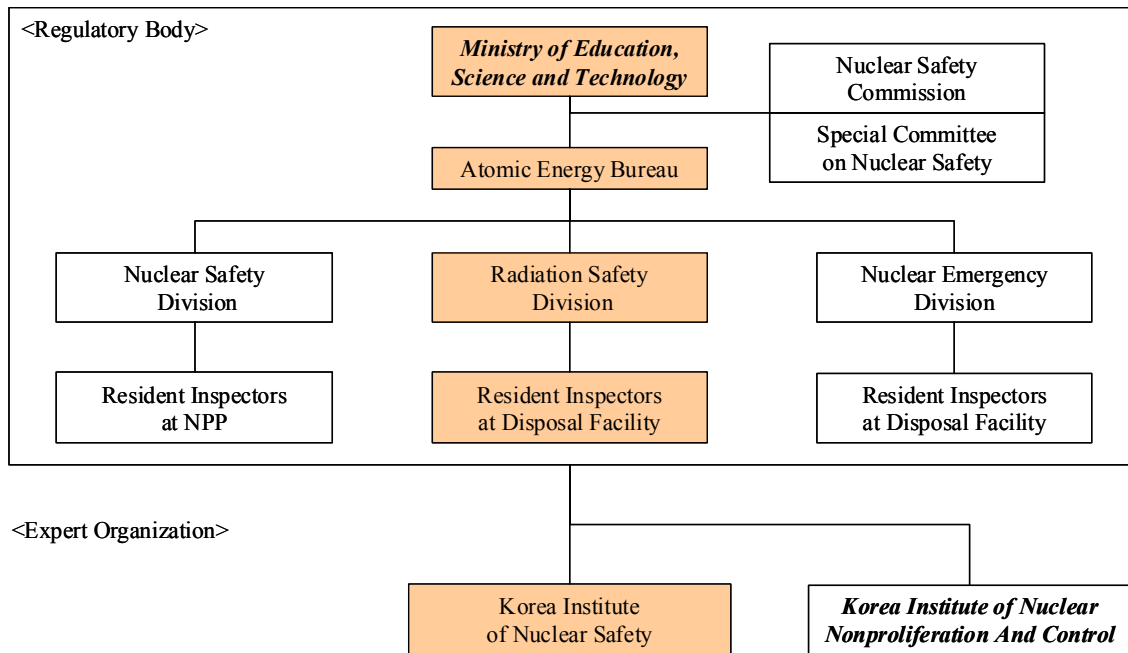 <Regulatory Body>
Ministry of Education,
Science and Technology
Nuclear Safety
Commission
Special Committee
on Nuclear Safety
Atomic Energy Bureau
Nuclear Safety
Division
Radiation Safety
Division
Nuclear Emergency
Division
Resident Inspectors
at NPP
Resident Inspectors
at Disposal Facility
Resident Inspectors
at Disposal Facility
<Expert Organization>
Korea Institute
of Nuclear Safety
Korea Institute of Nuclear
Nonproliferation And Control